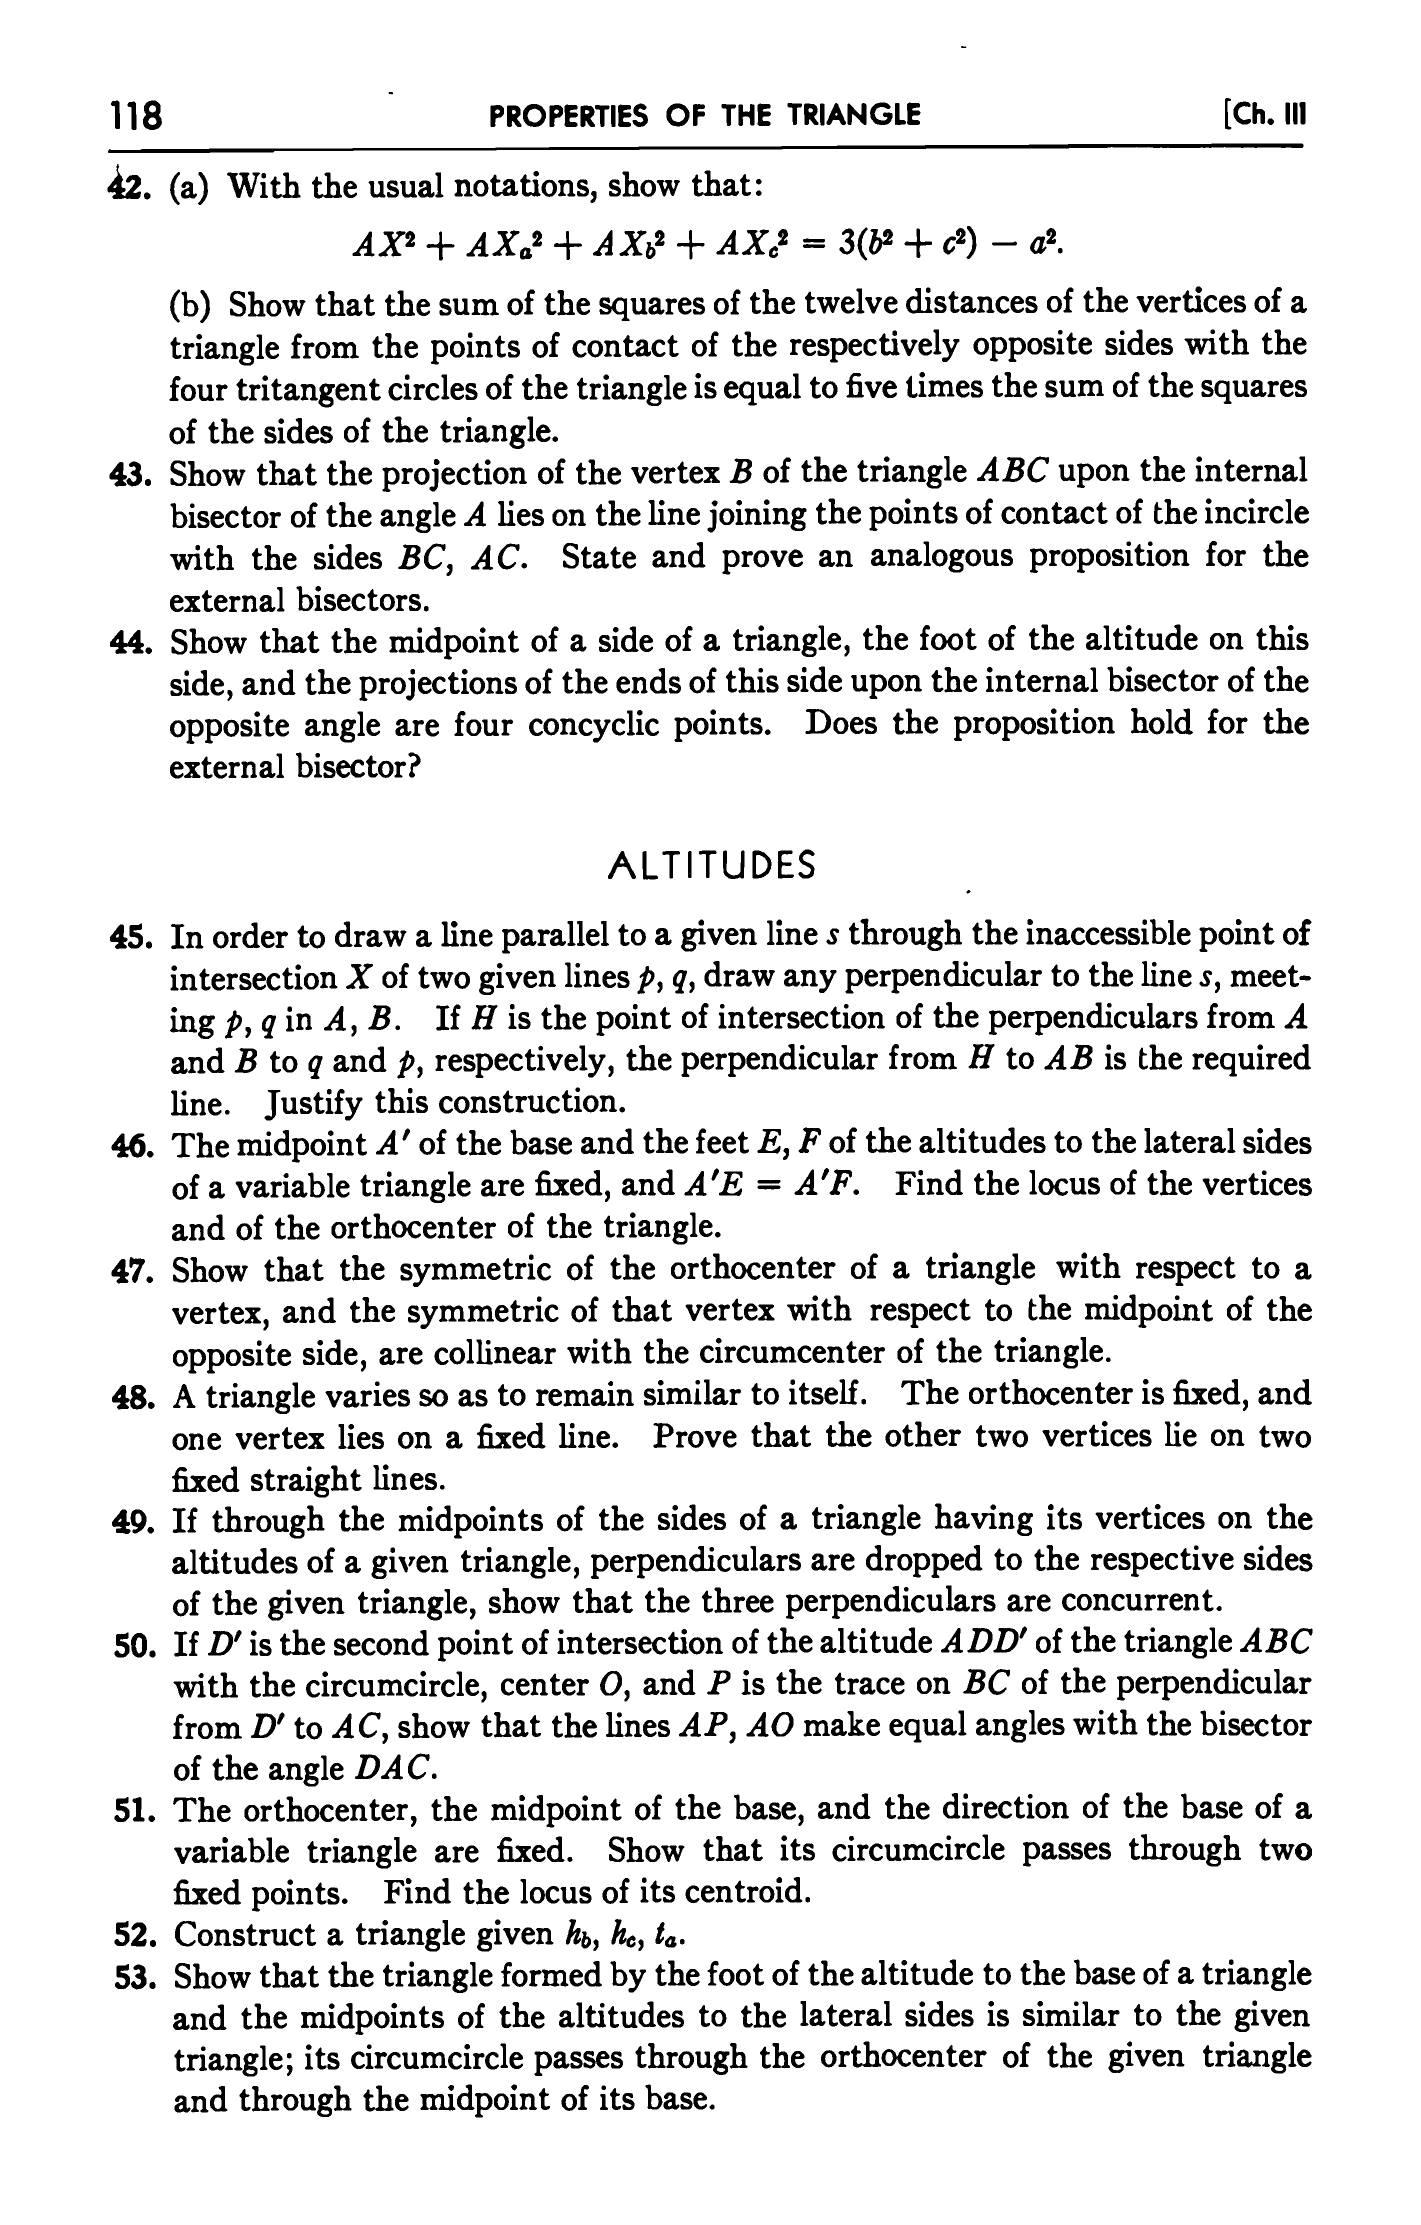 118 PROPERTIES OF THE TRIANGLE [Ch. III
42. (a) With the usual notations, show that:
AX² + AXₐ² + AX_b² + AX_c² = 3(b² + c²) − a².
(b) Show that the sum of the squares of the twelve distances of the vertices of a
triangle from the points of contact of the respectively opposite sides with the
four tritangent circles of the triangle is equal to five times the sum of the squares
of the sides of the triangle.
43. Show that the projection of the vertex B of the triangle ABC upon the internal
bisector of the angle A lies on the line joining the points of contact of the incircle
with the sides BC, AC. State and prove an analogous proposition for the
external bisectors.
44. Show that the midpoint of a side of a triangle, the foot of the altitude on this
side, and the projections of the ends of this side upon the internal bisector of the
opposite angle are four concyclic points. Does the proposition hold for the
external bisector?
ALTITUDES
45. In order to draw a line parallel to a given line s through the inaccessible point of
intersection X of two given lines p, q, draw any perpendicular to the line s, meet-
ing p, q in A, B. If H is the point of intersection of the perpendiculars from A
and B to q and p, respectively, the perpendicular from H to AB is the required
line. Justify this construction.
46. The midpoint A′ of the base and the feet E, F of the altitudes to the lateral sides
of a variable triangle are fixed, and A′E = A′F. Find the locus of the vertices
and of the orthocenter of the triangle.
47. Show that the symmetric of the orthocenter of a triangle with respect to a
vertex, and the symmetric of that vertex with respect to the midpoint of the
opposite side, are collinear with the circumcenter of the triangle.
48. A triangle varies so as to remain similar to itself. The orthocenter is fixed, and
one vertex lies on a fixed line. Prove that the other two vertices lie on two
fixed straight lines.
49. If through the midpoints of the sides of a triangle having its vertices on the
altitudes of a given triangle, perpendiculars are dropped to the respective sides
of the given triangle, show that the three perpendiculars are concurrent.
50. If D′ is the second point of intersection of the altitude ADD′ of the triangle ABC
with the circumcircle, center O, and P is the trace on BC of the perpendicular
from D′ to AC, show that the lines AP, AO make equal angles with the bisector
of the angle DAC.
51. The orthocenter, the midpoint of the base, and the direction of the base of a
variable triangle are fixed. Show that its circumcircle passes through two
fixed points. Find the locus of its centroid.
52. Construct a triangle given h_b, h_c, tₐ.
53. Show that the triangle formed by the foot of the altitude to the base of a triangle
and the midpoints of the altitudes to the lateral sides is similar to the given
triangle; its circumcircle passes through the orthocenter of the given triangle
and through the midpoint of its base.